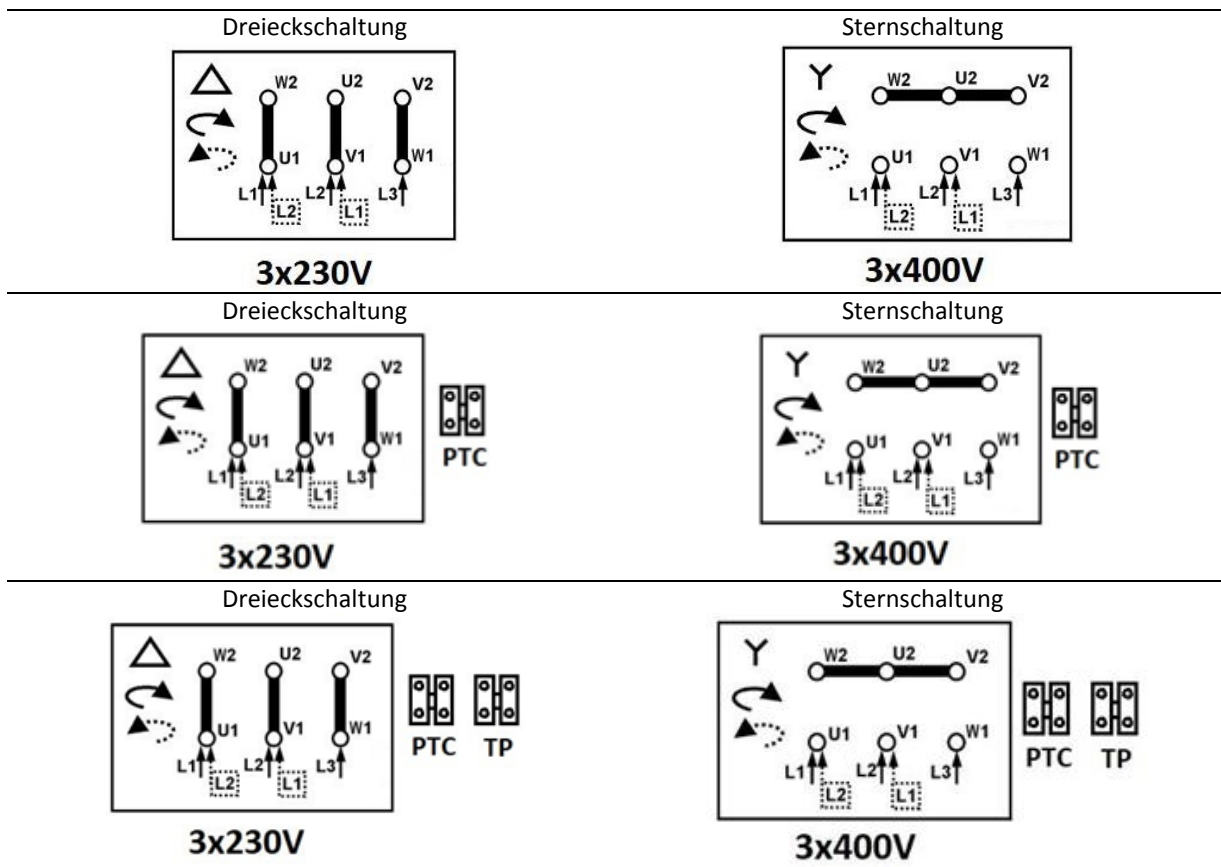 Dreieckschaltung Sternschaltung
W2 U2 V2
U1 V1 W1
L1 L2 L3
L2 L1
3x230V
W2 U2 V2
U1 V1 W1
L1 L2 L3
L2 L1
3x400V
Dreieckschaltung Sternschaltung
W2 U2 V2
U1 V1 W1
L1 L2 L3
L2 L1
PTC
3x230V
W2 U2 V2
U1 V1 W1
L1 L2 L3
L2 L1
PTC
3x400V
Dreieckschaltung Sternschaltung
W2 U2 V2
U1 V1 W1
L1 L2 L3
L2 L1
PTC TP
3x230V
W2 U2 V2
U1 V1 W1
L1 L2 L3
L2 L1
PTC TP
3x400V